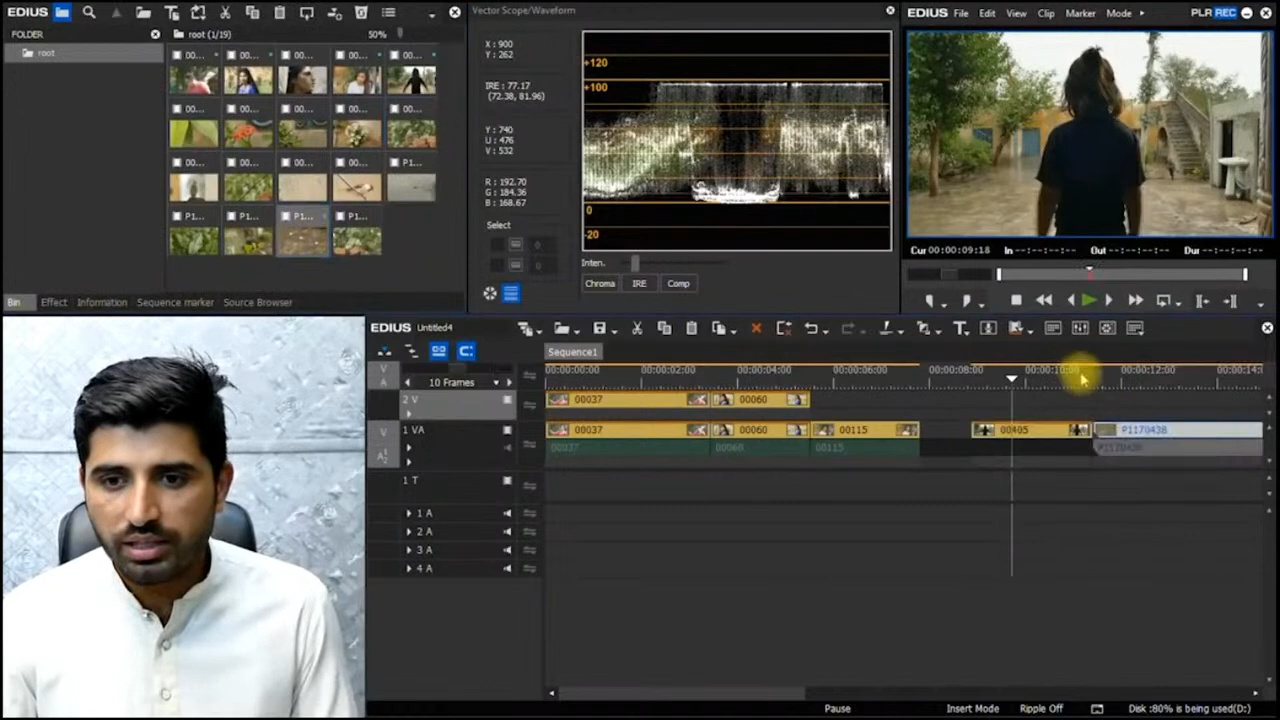 EDIUS
Vector Scope/Waveform
EDIUS File Edit View Clip Marker Mode PLR REC
FOLDER
root (1/19) 50%
root
00... 00... 00... 00... 00...
00... 00... 00... 00... 00...
00... 00... 00... 00... P1...
P1... P1... P1... P1...
X : 900
Y : 262
IRE : 77.17
(72.38, 81.96)
Y : 740
U : 476
V : 532
R : 192.70
G : 184.36
B : 168.67
Select
0
0
+120
+100
0
-20
Inten.
Chroma IRE Comp
Cur 00:00:09:18 In --:--:--:-- Out --:--:--:-- Dur --:--:--:--
Bin Effect Information Sequence marker Source Browser
EDIUS Untitled4
Sequence1
V
A
10 Frames
00:00:00:00 00:00:02:00 00:00:04:00 00:00:06:00 00:00:08:00 00:00:10:00 00:00:12:00 00:00:14:0
2 V 00037 00060
V 1 VA 00037 00060 00115 00405 P1170438
A 00037 00060 00115 P1170438
1 T
1 A
2 A
3 A
4 A
Pause Insert Mode Ripple Off Disk :80% is being used(D:)